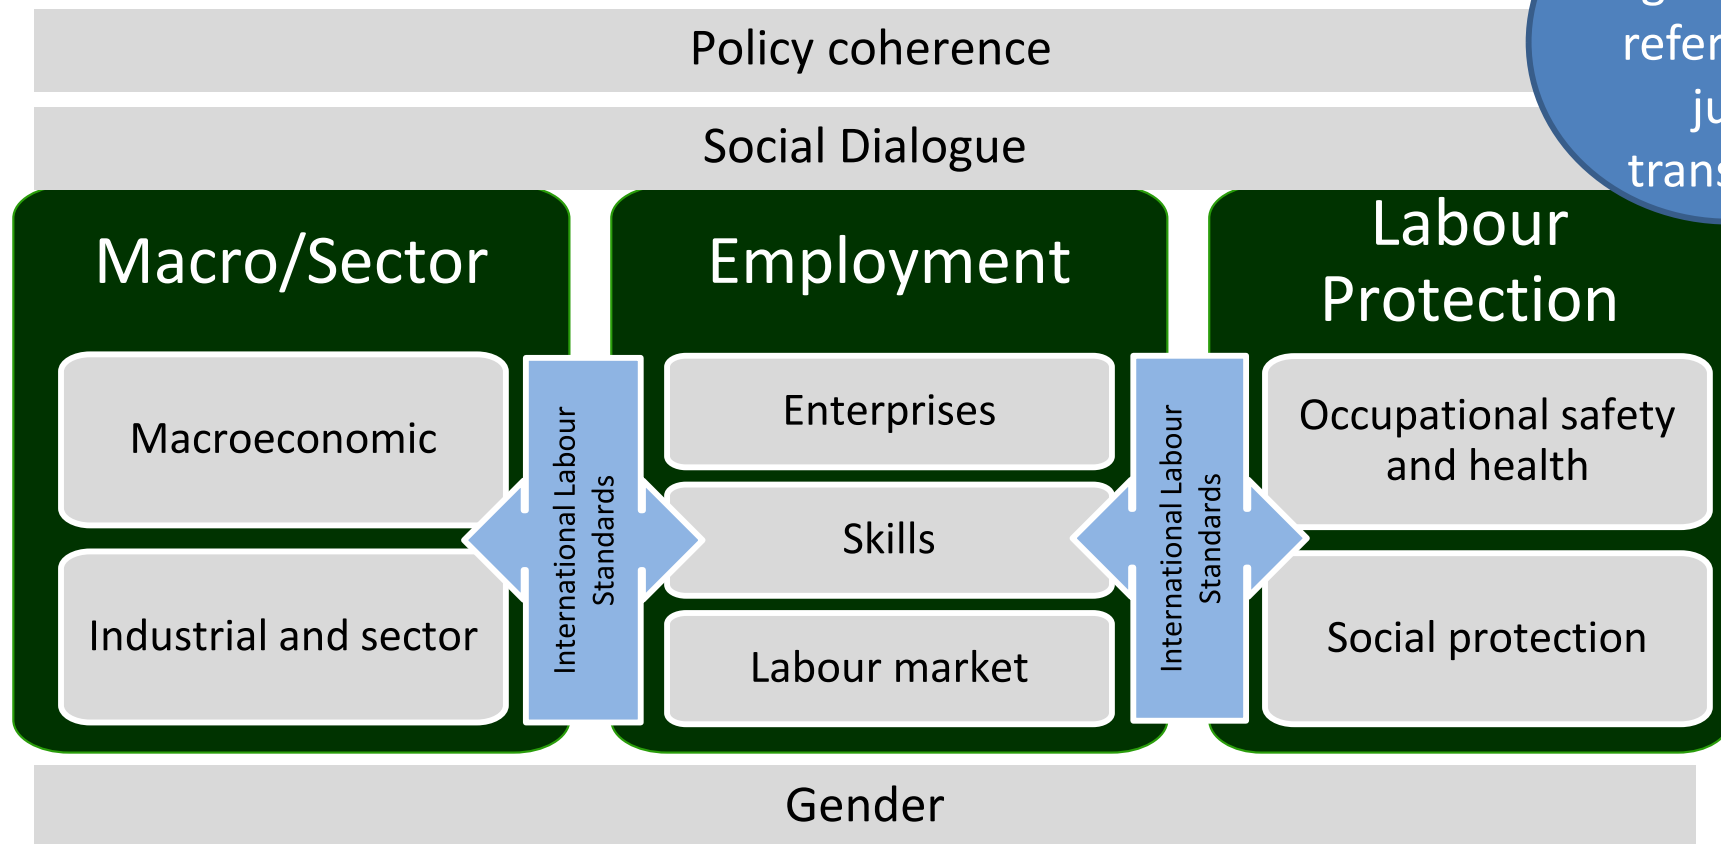 Policy coherence
Social Dialogue
Macro/Sector
Macroeconomic
Industrial and sector
International Labour
Standards
Employment
Enterprises
Skills
Labour market
International Labour
Standards
Labour
Protection
Occupational safety
and health
Social protection
Gender